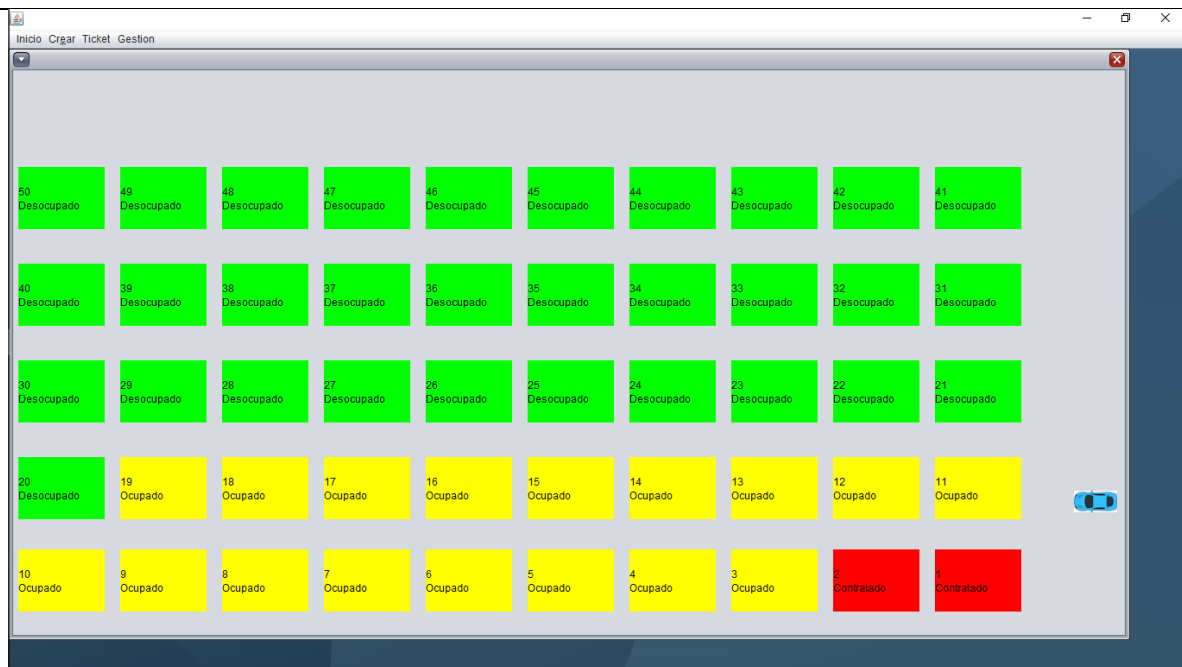 Inicio Crear Ticket Gestion
50
Desocupado
49
Desocupado
48
Desocupado
47
Desocupado
46
Desocupado
45
Desocupado
44
Desocupado
43
Desocupado
42
Desocupado
41
Desocupado
40
Desocupado
39
Desocupado
38
Desocupado
37
Desocupado
36
Desocupado
35
Desocupado
34
Desocupado
33
Desocupado
32
Desocupado
31
Desocupado
30
Desocupado
29
Desocupado
28
Desocupado
27
Desocupado
26
Desocupado
25
Desocupado
24
Desocupado
23
Desocupado
22
Desocupado
21
Desocupado
20
Desocupado
19
Ocupado
18
Ocupado
17
Ocupado
16
Ocupado
15
Ocupado
14
Ocupado
13
Ocupado
12
Ocupado
11
Ocupado
10
Ocupado
9
Ocupado
8
Ocupado
7
Ocupado
6
Ocupado
5
Ocupado
4
Ocupado
3
Ocupado
2
Contratado
1
Contratado